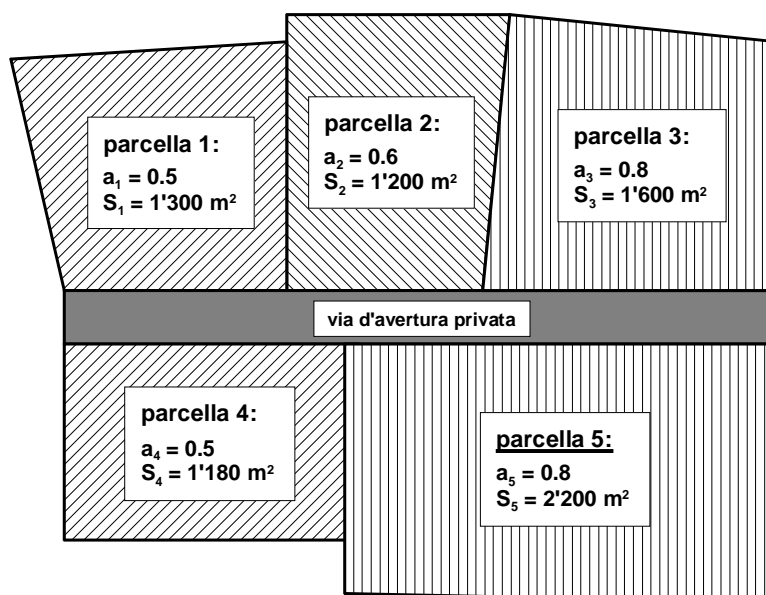 parcella 1:
a₁ = 0.5
S₁ = 1'300 m²
parcella 2:
a₂ = 0.6
S₂ = 1'200 m²
parcella 3:
a₃ = 0.8
S₃ = 1'600 m²
via d'avertura privata
parcella 4:
a₄ = 0.5
S₄ = 1'180 m²
parcella 5:
a₅ = 0.8
S₅ = 2'200 m²